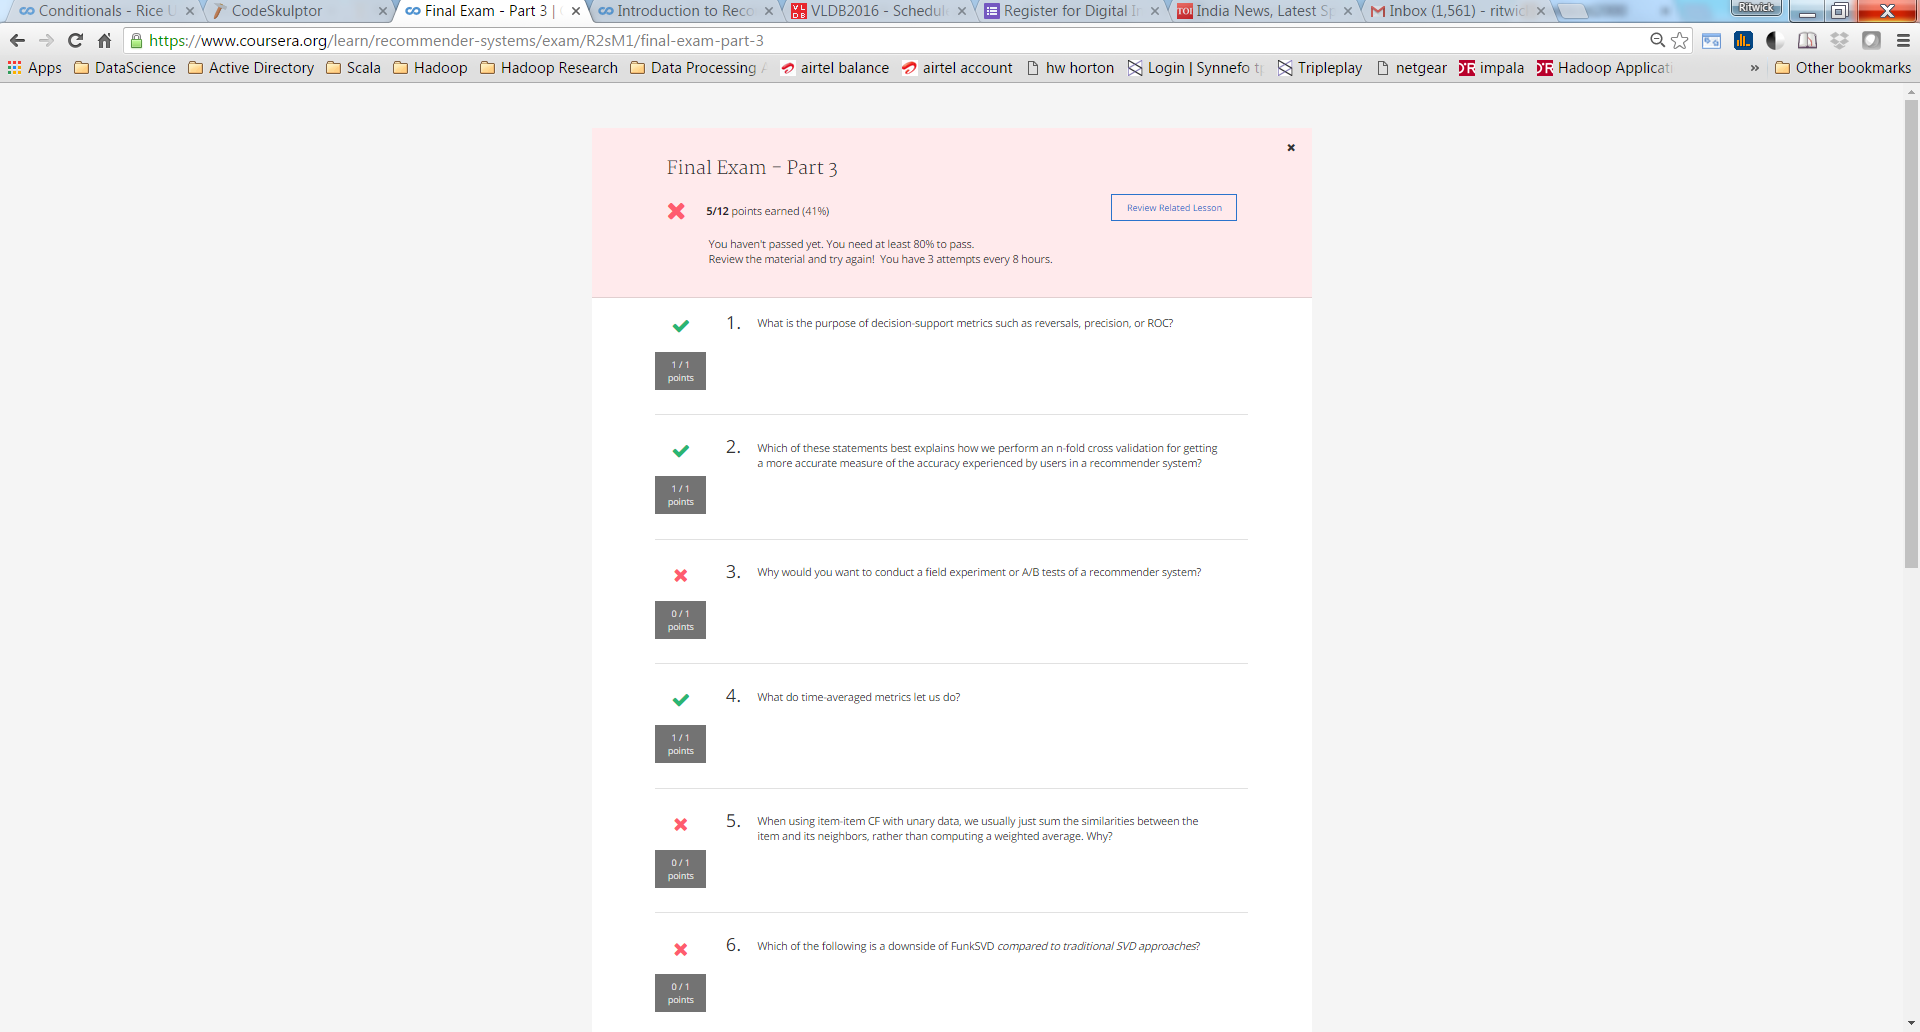 Conditionals - Rice U
CodeSkulptor
Final Exam - Part 3 |
Introduction to Reco
VLDB2016 - Schedul
Register for Digital I
India News, Latest Sp
Inbox (1,561) - ritwic
Ritwick
https://www.coursera.org/learn/recommender-systems/exam/R2sM1/final-exam-part-3
Apps DataScience Active Directory Scala Hadoop Hadoop Research Data Processing airtel balance airtel account hw horton Login | Synnefo Tripleplay netgear impala Hadoop Applicati » Other bookmarks
Final Exam - Part 3
5/12 points earned (41%)
Review Related Lesson
You haven't passed yet. You need at least 80% to pass.
Review the material and try again! You have 3 attempts every 8 hours.
1. What is the purpose of decision-support metrics such as reversals, precision, or ROC?
1 / 1
points
2. Which of these statements best explains how we perform an n-fold cross validation for getting
a more accurate measure of the accuracy experienced by users in a recommender system?
1 / 1
points
3. Why would you want to conduct a field experiment or A/B tests of a recommender system?
0 / 1
points
4. What do time-averaged metrics let us do?
1 / 1
points
5. When using item-item CF with unary data, we usually just sum the similarities between the
item and its neighbors, rather than computing a weighted average. Why?
0 / 1
points
6. Which of the following is a downside of FunkSVD compared to traditional SVD approaches?
0 / 1
points